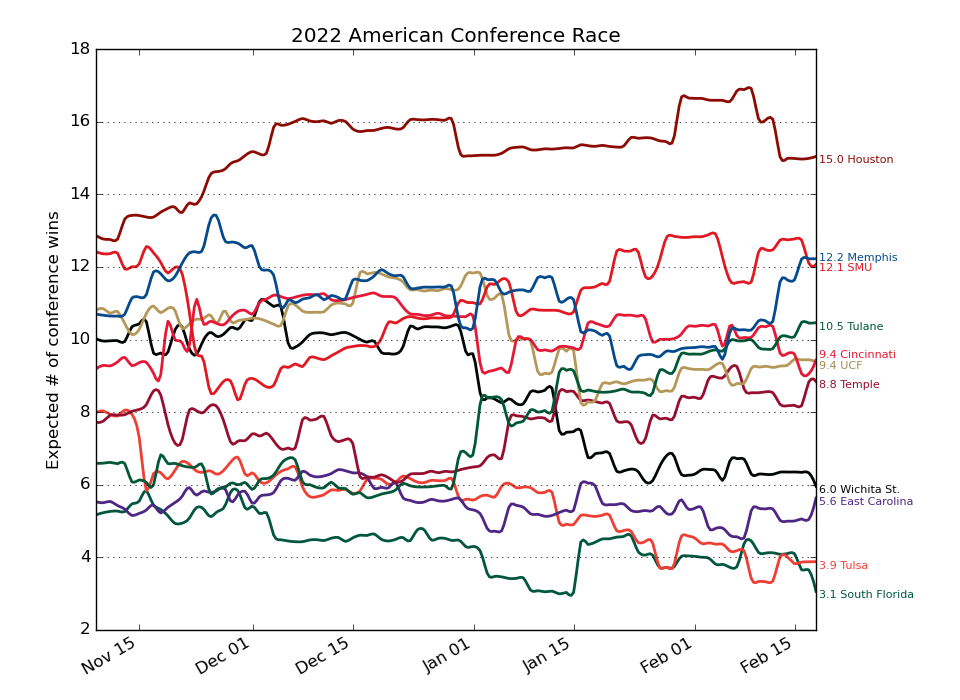 2022 American Conference Race
Expected # of conference wins
18
16
14
12
10
8
6
4
2
15.0 Houston
12.2 Memphis
12.1 SMU
10.5 Tulane
9.4 Cincinnati
9.4 UCF
8.8 Temple
6.0 Wichita St.
5.6 East Carolina
3.9 Tulsa
3.1 South Florida
Nov 15
Dec 01
Dec 15
Jan 01
Jan 15
Feb 01
Feb 15